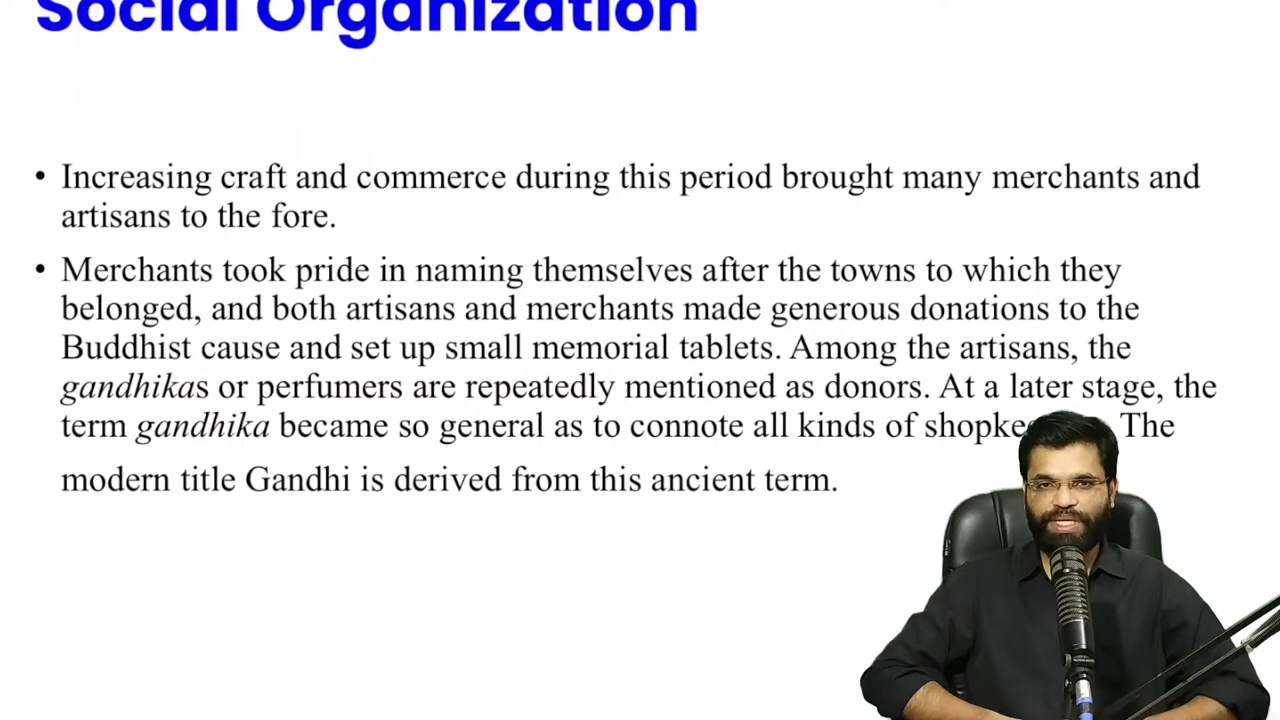 Social Organization
• Increasing craft and commerce during this period brought many merchants and
artisans to the fore.
• Merchants took pride in naming themselves after the towns to which they
belonged, and both artisans and merchants made generous donations to the
Buddhist cause and set up small memorial tablets. Among the artisans, the
gandhikas or perfumers are repeatedly mentioned as donors. At a later stage, the
term gandhika became so general as to connote all kinds of The
modern title Gandhi is derived from this ancient term.